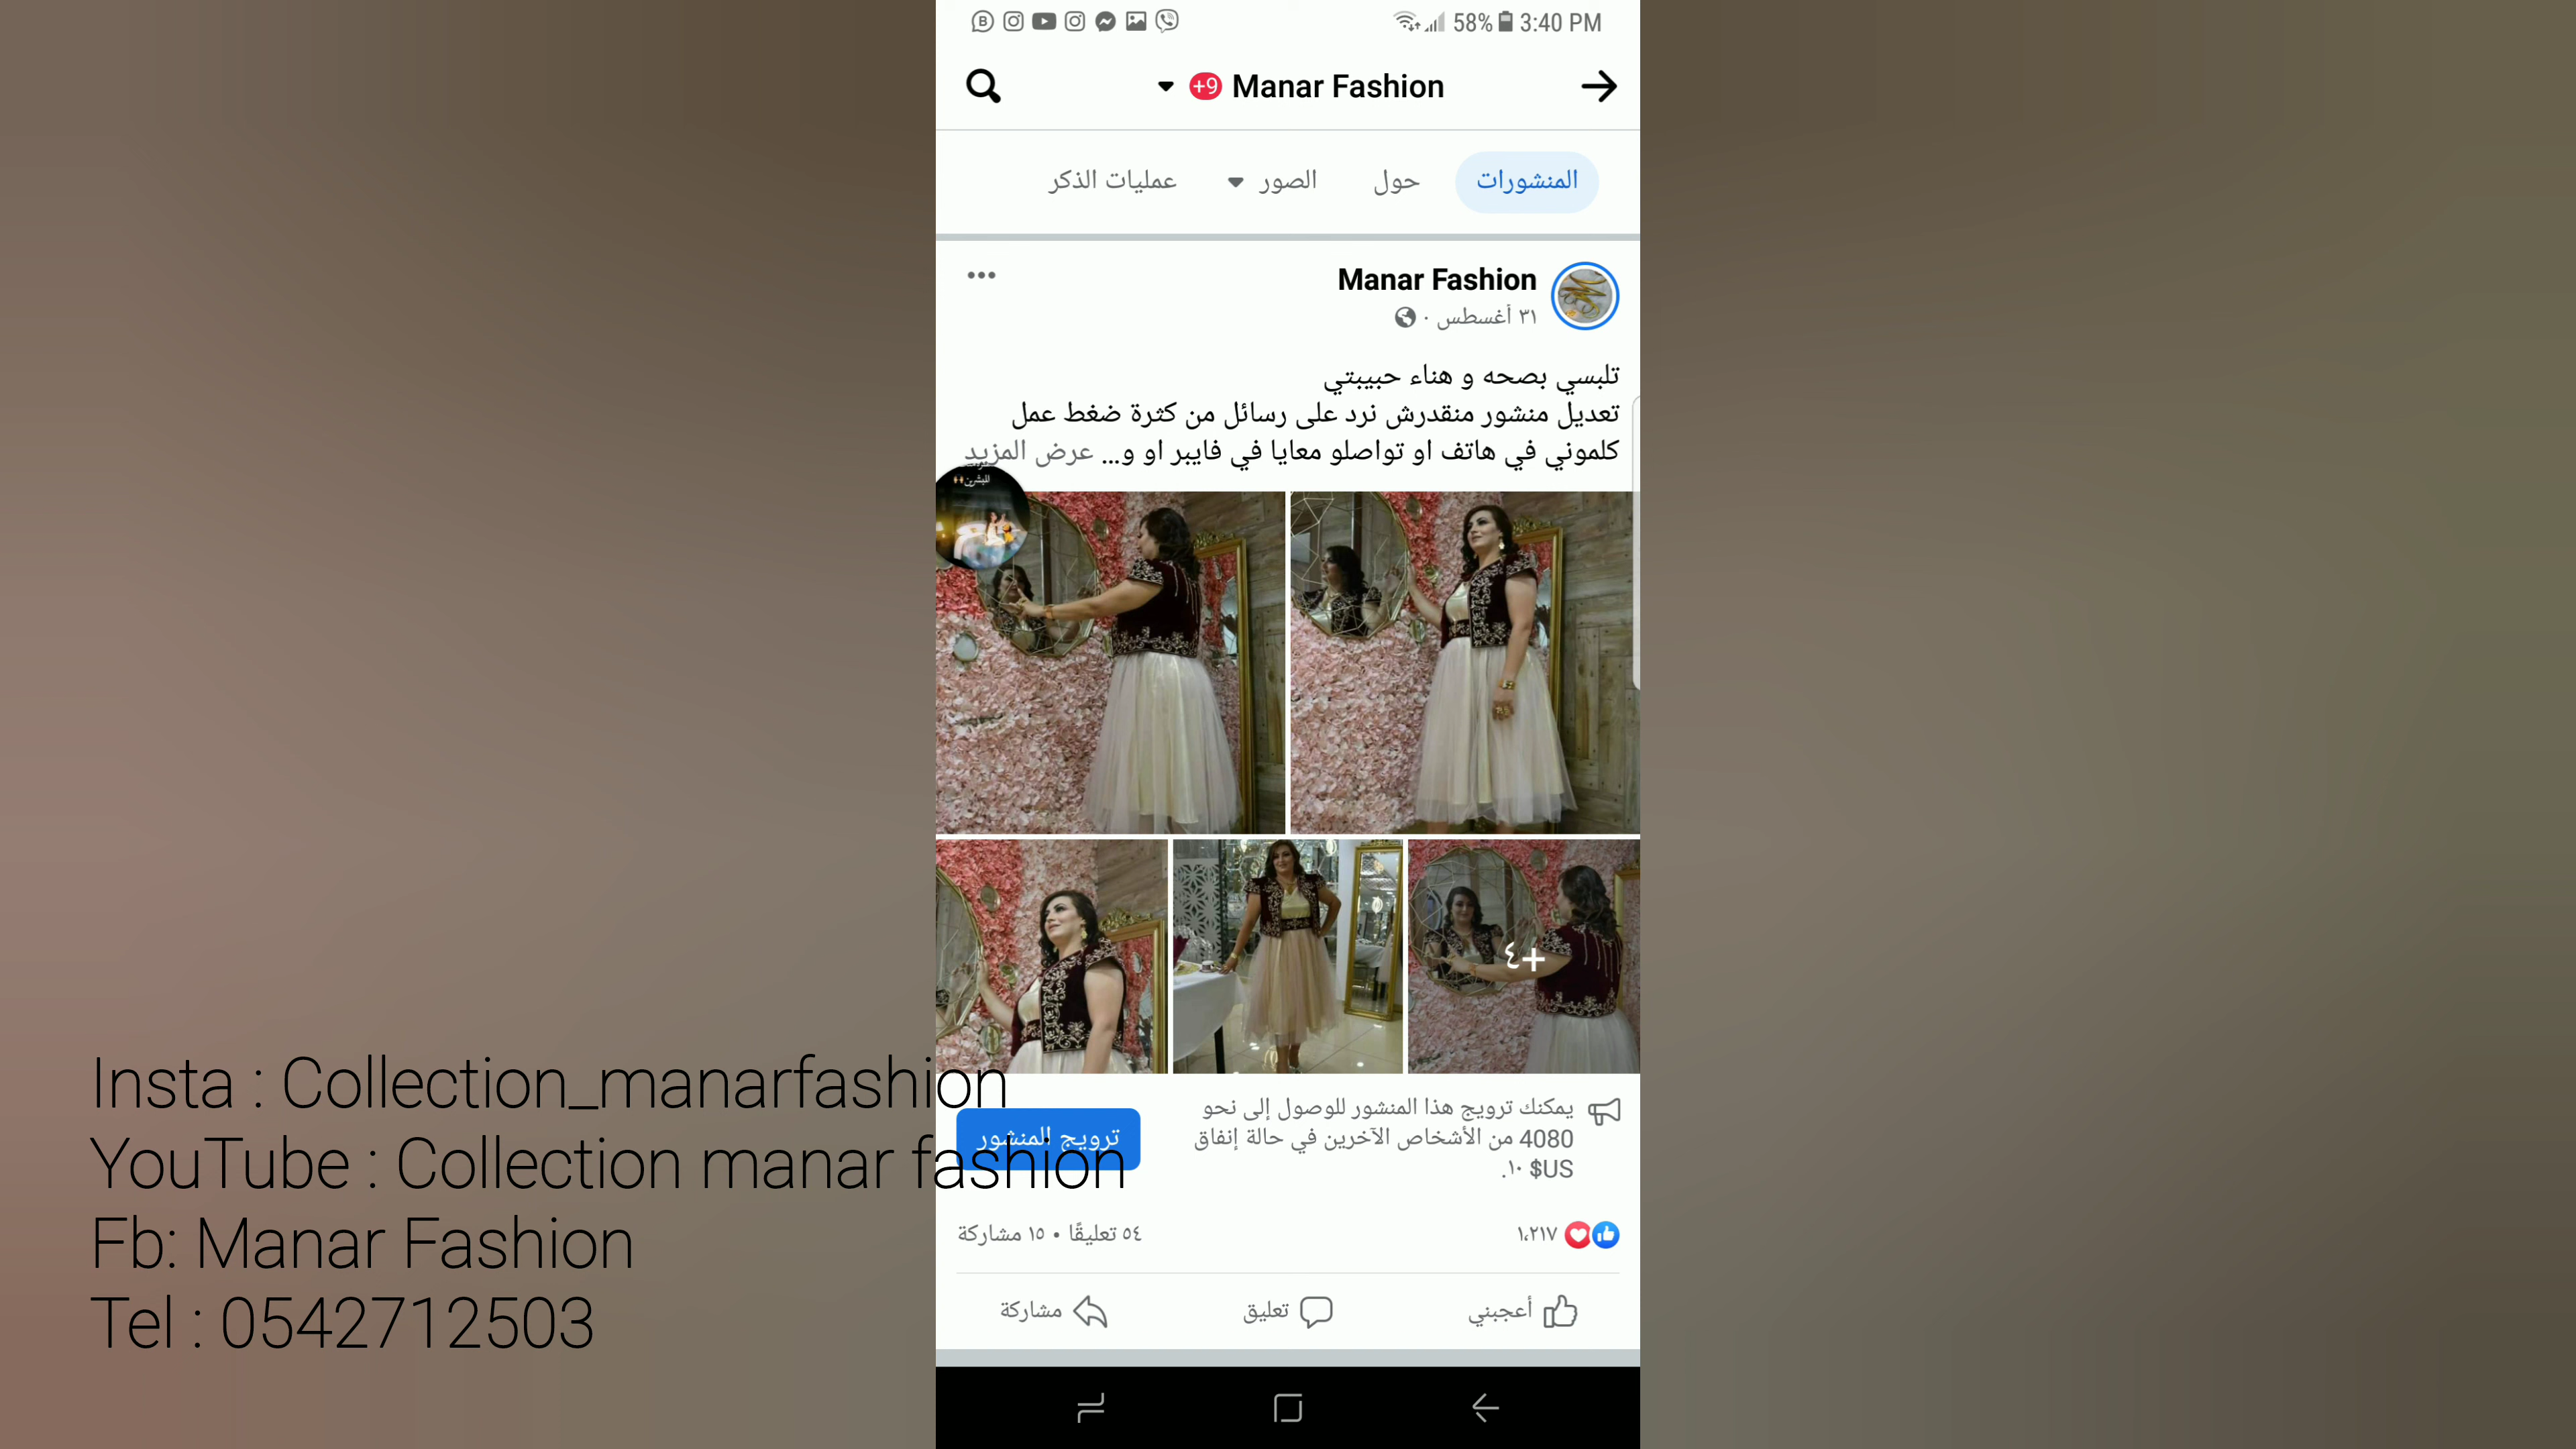 58% 3:40 PM
+9 Manar Fashion
المنشورات حول الصور عمليات الذكر
Manar Fashion
٣١ أغسطس ·
تلبسي بصحه و هناء حبيبتي
تعديل منشور منقدرش نرد على رسائل من كثرة ضغط عمل
كلموني في هاتف او تواصلو معايا في فايبر او و... عرض المزيد
المبشرين
+٤
يمكنك ترويج هذا المنشور للوصول إلى نحو
4080 من الأشخاص الآخرين في حالة إنفاق
US$ ١٠.
ترويج المنشور
١،٢١٧
٥٤ تعليقًا • ١٥ مشاركة
أعجبني تعليق مشاركة
Insta : Collection_manarfashion
YouTube : Collection manar fashion
Fb: Manar Fashion
Tel : 0542712503